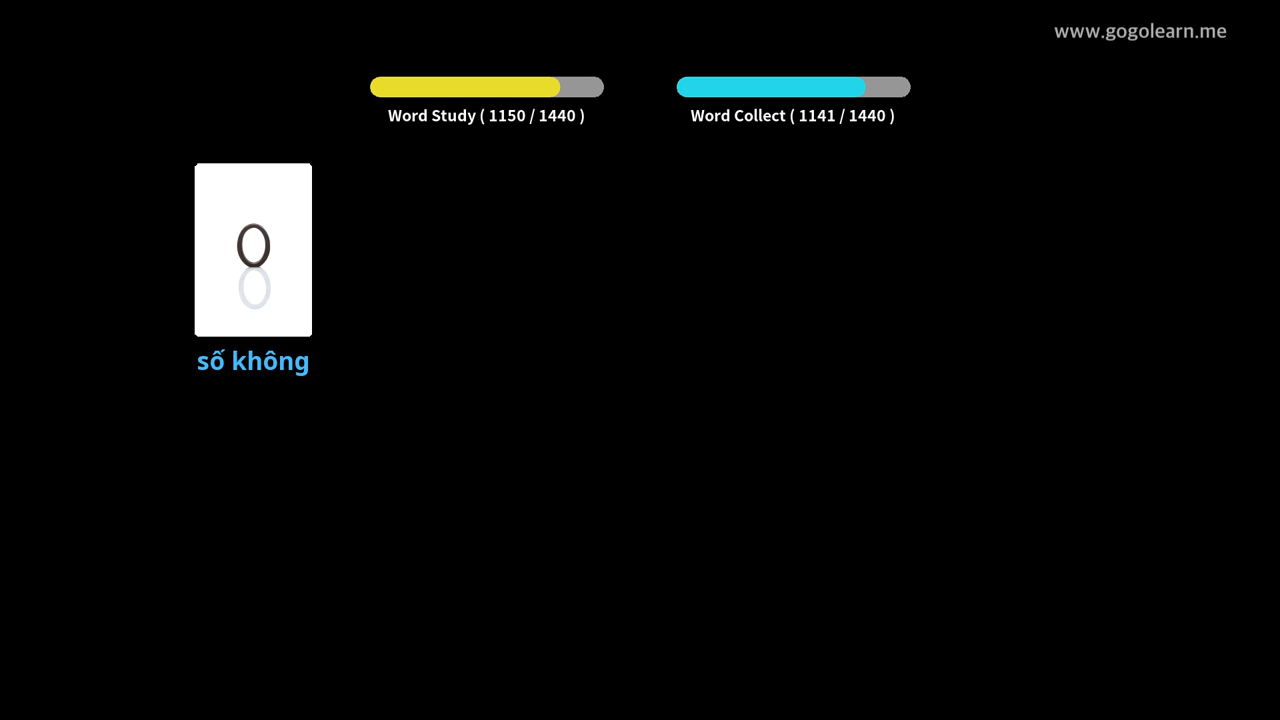 www.gogolearn.me
Word Study ( 1150 / 1440 )
Word Collect ( 1141 / 1440 )
0
số không